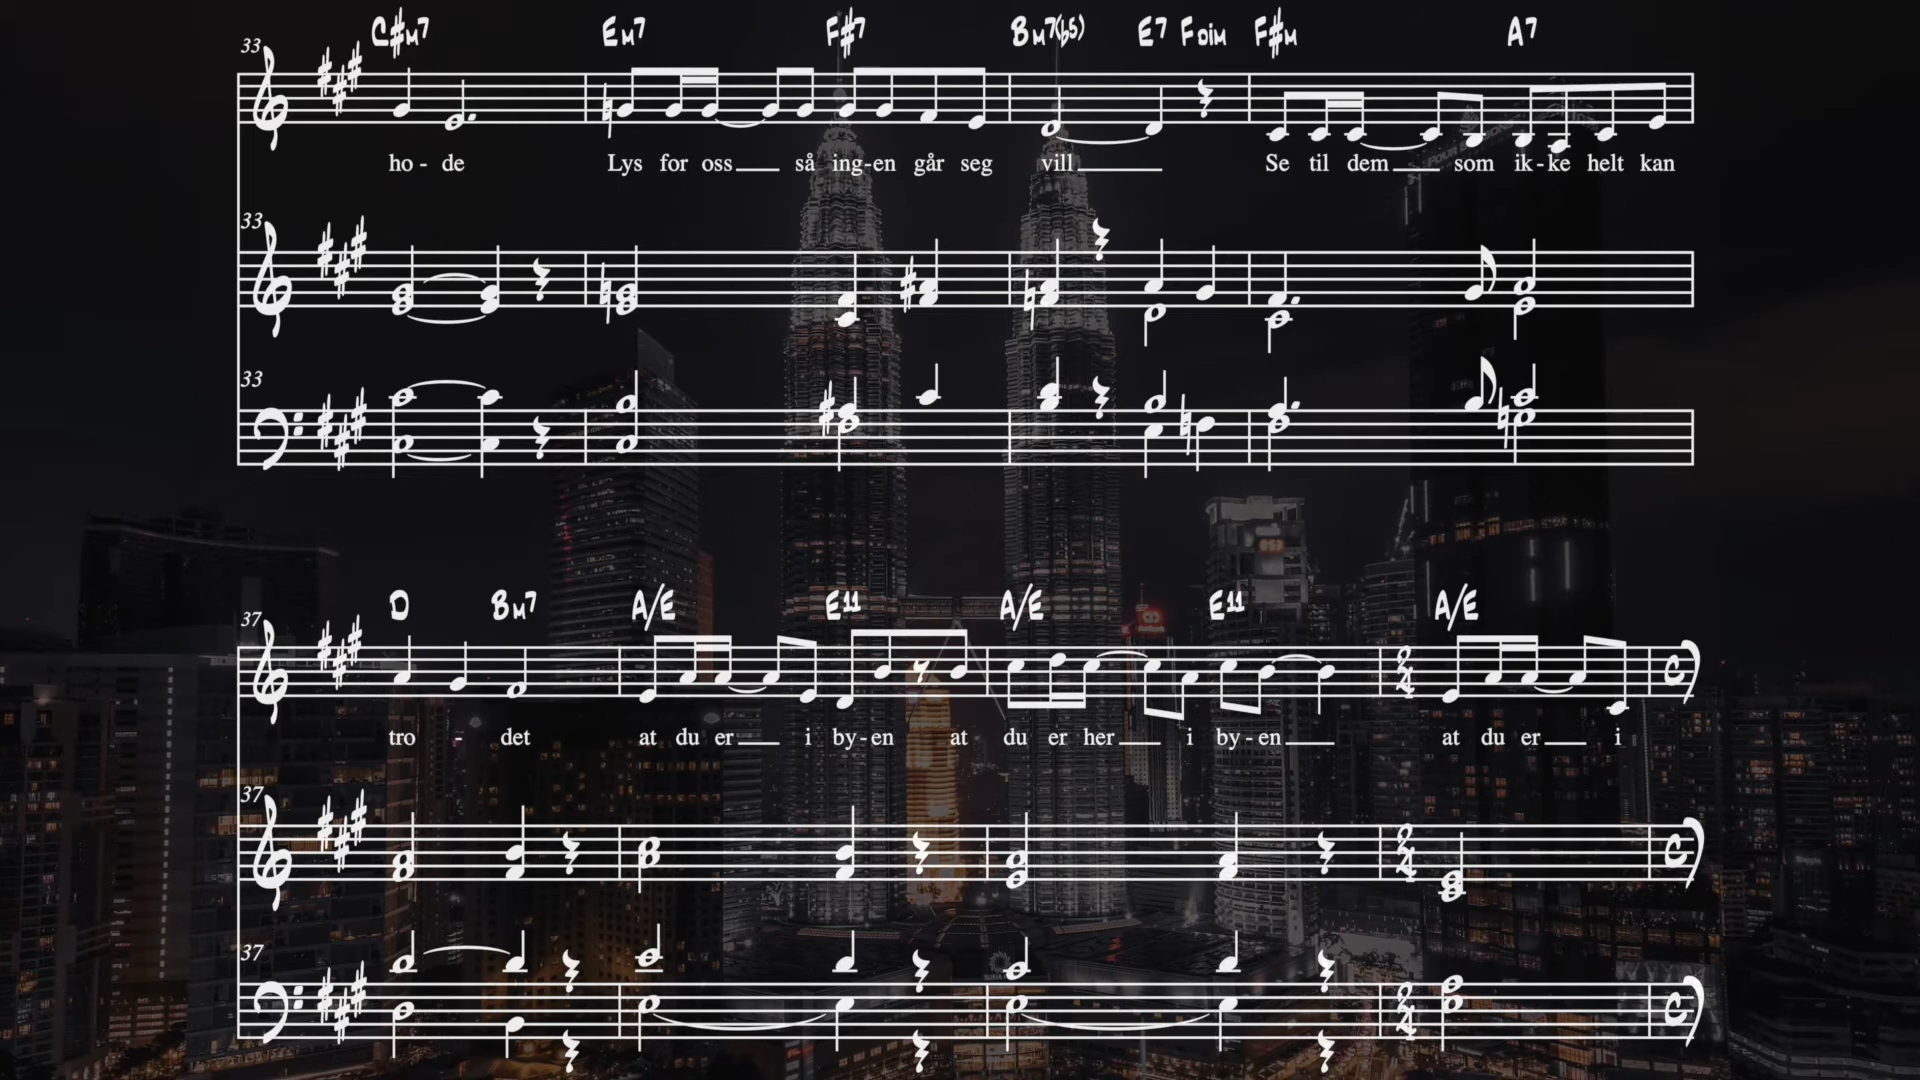 C#m7 Em7 F#7 Bm7(b5) E7 Fdim F#m A7
33
ho - de Lys for oss så ing-en går seg vill Se til dem som ik-ke helt kan
33
33
D Bm7 A/E E11 A/E E11 A/E
37
tro - det at du er i by-en at du er her i by-en at du er i
37
37